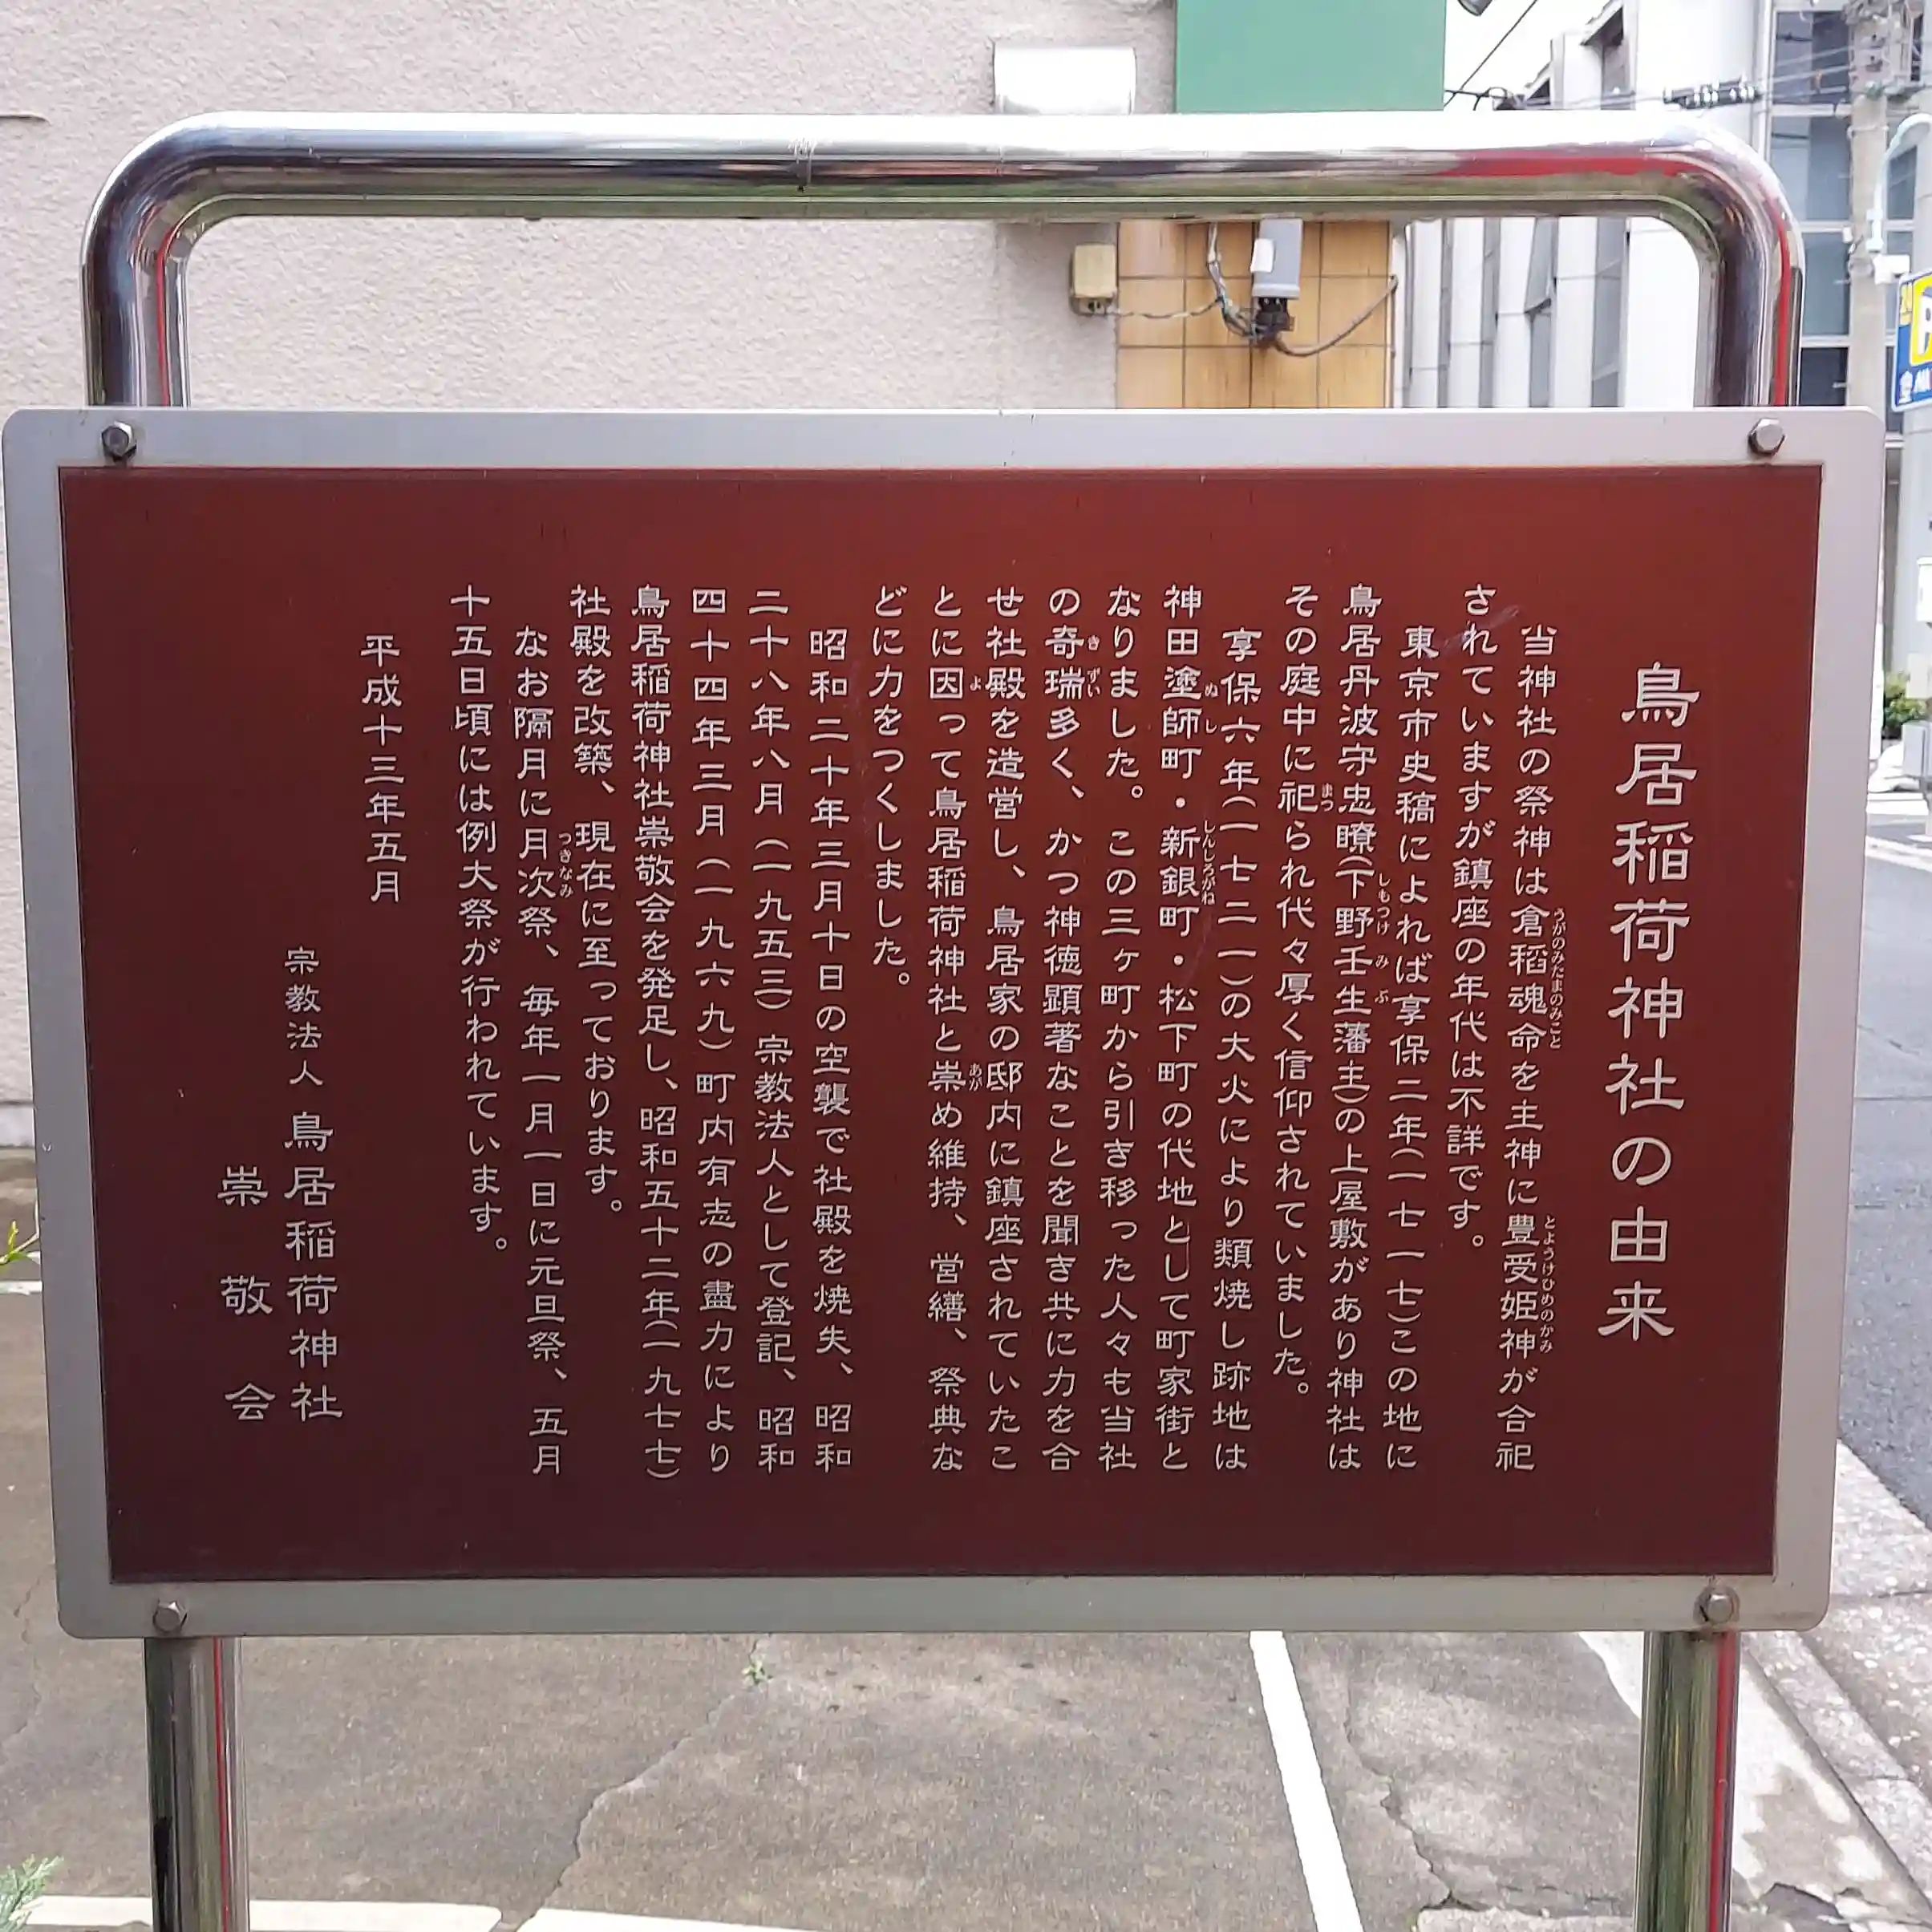 鳥居稲荷神社の由来
当神社の祭神は倉稻魂命を主神に豊受姫神が合祀
されていますが鎮座の年代は不詳です。
東京市史稿によれば享保二年(一七一七)この地に
鳥居丹波守忠瞭(下野壬生藩主)の上屋敷があり神社は
その庭中に祀られ代々厚く信仰されていました。
享保六年(一七二一)の大火により類焼し跡地は
神田塗師町・新銀町・松下町の代地として町家街と
なりました。この三ヶ町から引き移った人々も当社
の奇瑞多く、かつ神徳顕著なことを聞き共に力を合
せ社殿を造営し、鳥居家の邸内に鎮座されていたこ
とに因って鳥居稲荷神社と崇め維持、営繕、祭典な
どに力をつくしました。
昭和二十年三月十日の空襲で社殿を焼失、昭和
二十八年八月(一九五三)宗教法人として登記、昭和
四十四年三月(一九六九)町内有志の盡力により
鳥居稲荷神社崇敬会を発足し、昭和五十二年(一九七七)
社殿を改築、現在に至っております。
なお隔月に月次祭、毎年一月一日に元旦祭、五月
十五日頃には例大祭が行われています。
平成十三年五月
宗教法人 鳥居稲荷神社
崇敬会